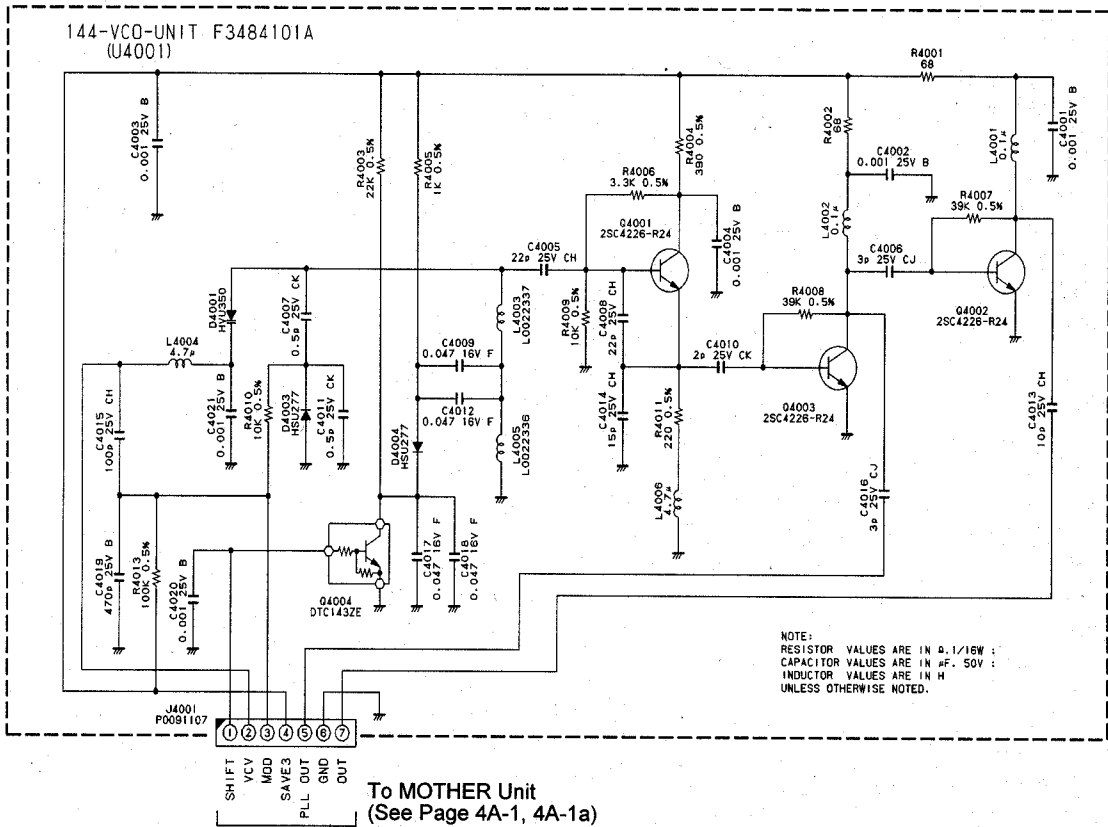 144-VCO-UNIT F3484101A
(U4001)
R4001
68
C4003
0.001 25V B
R4003
22K 0.5%
R4005
1K 0.5%
R4004
390 0.5%
R4002
68
C4002
0.001 25V B
L4001
0.1μ
C4001
0.001 25V B
R4006
3.3K 0.5%
R4007
39K 0.5%
Q4001
2SC4226-R24
C4004
0.001 25V B
L4002
0.1μ
C4005
22p 25V CH
C4006
3p 25V CJ
D4001
HVU350
C4007
0.5p 25V CK
L4003
L0022337
R4009
10K 0.5%
C4008
22p 25V CH
R4008
39K 0.5%
Q4002
2SC4226-R24
L4004
4.7μ
C4009
0.047 16V F
C4010
2p 25V CK
C4015
100p 25V CH
C4021
0.001 25V B
R4010
10K 0.5%
D4003
HSU277
C4011
0.5p 25V CK
C4012
0.047 16V F
D4004
HSU277
L4005
L0022336
C4014
15p 25V CH
R4011
220 0.5%
Q4003
2SC4226-R24
C4013
10p 25V CH
L4006
4.7μ
C4016
3p 25V CJ
C4019
470p 25V B
R4013
100K 0.5%
C4020
0.001 25V B
Q4004
DTC143ZE
C4017
0.047 16V F
C4018
0.047 16V F
NOTE:
RESISTOR VALUES ARE IN Ω.1/16W ;
CAPACITOR VALUES ARE IN μF. 50V ;
INDUCTOR VALUES ARE IN H
UNLESS OTHERWISE NOTED.
J4001
P0091107
1 2 3 4 5 6 7
SHIFT
VCV
MOD
SAVE3
PLL OUT
GND
OUT
To MOTHER Unit
(See Page 4A-1, 4A-1a)